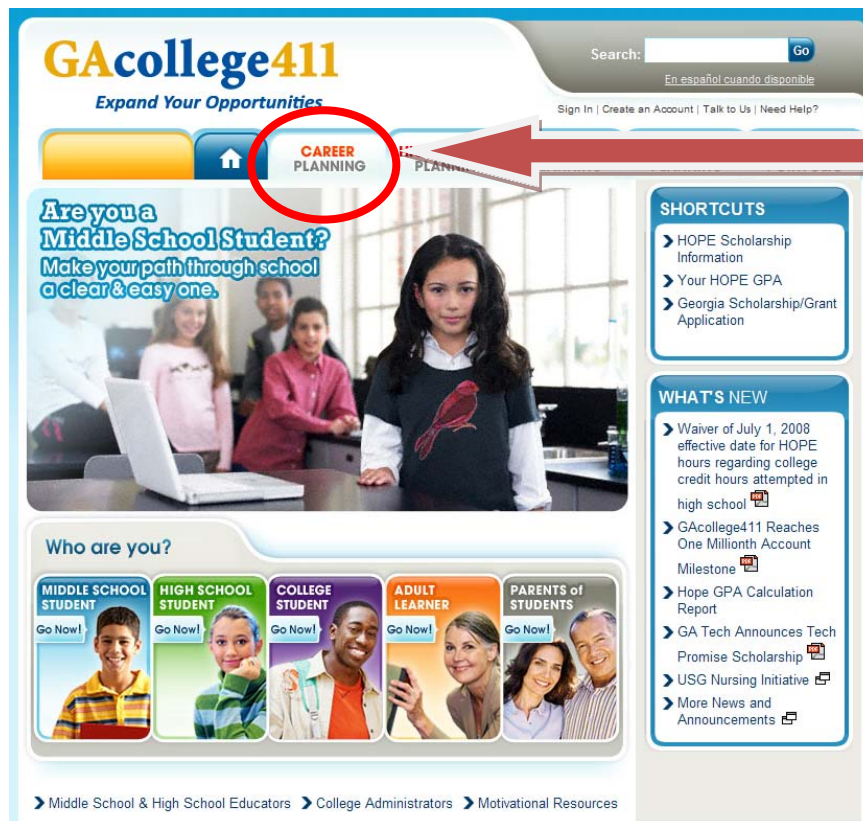 GAcollege411
Expand Your Opportunities
Search:
Go
En español cuando disponible
Sign In | Create an Account | Talk to Us | Need Help?
CAREER
PLANNING
Are you a
Middle School Student?
Make your path through school
a clear & easy one.
SHORTCUTS
HOPE Scholarship
Information
Your HOPE GPA
Georgia Scholarship/Grant
Application
WHAT'S NEW
Waiver of July 1, 2008
effective date for HOPE
hours regarding college
credit hours attempted in
high school
GAcollege411 Reaches
One Millionth Account
Milestone
Hope GPA Calculation
Report
GA Tech Announces Tech
Promise Scholarship
USG Nursing Initiative
More News and
Announcements
Who are you?
MIDDLE SCHOOL
STUDENT
Go Now!
HIGH SCHOOL
STUDENT
Go Now!
COLLEGE
STUDENT
Go Now!
ADULT
LEARNER
Go Now!
PARENTS of
STUDENTS
Go Now!
Middle School & High School Educators College Administrators Motivational Resources